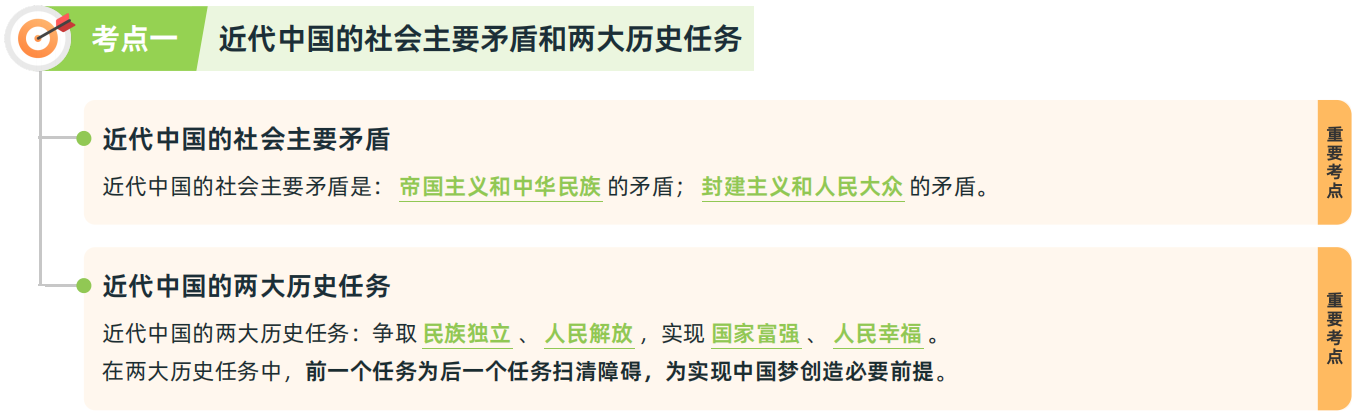 考点一 近代中国的社会主要矛盾和两大历史任务
近代中国的社会主要矛盾
近代中国的社会主要矛盾是：帝国主义和中华民族的矛盾；封建主义和人民大众的矛盾。
重要考点
近代中国的两大历史任务
近代中国的两大历史任务：争取民族独立、人民解放，实现国家富强、人民幸福。
在两大历史任务中，前一个任务为后一个任务扫清障碍，为实现中国梦创造必要前提。
重要考点